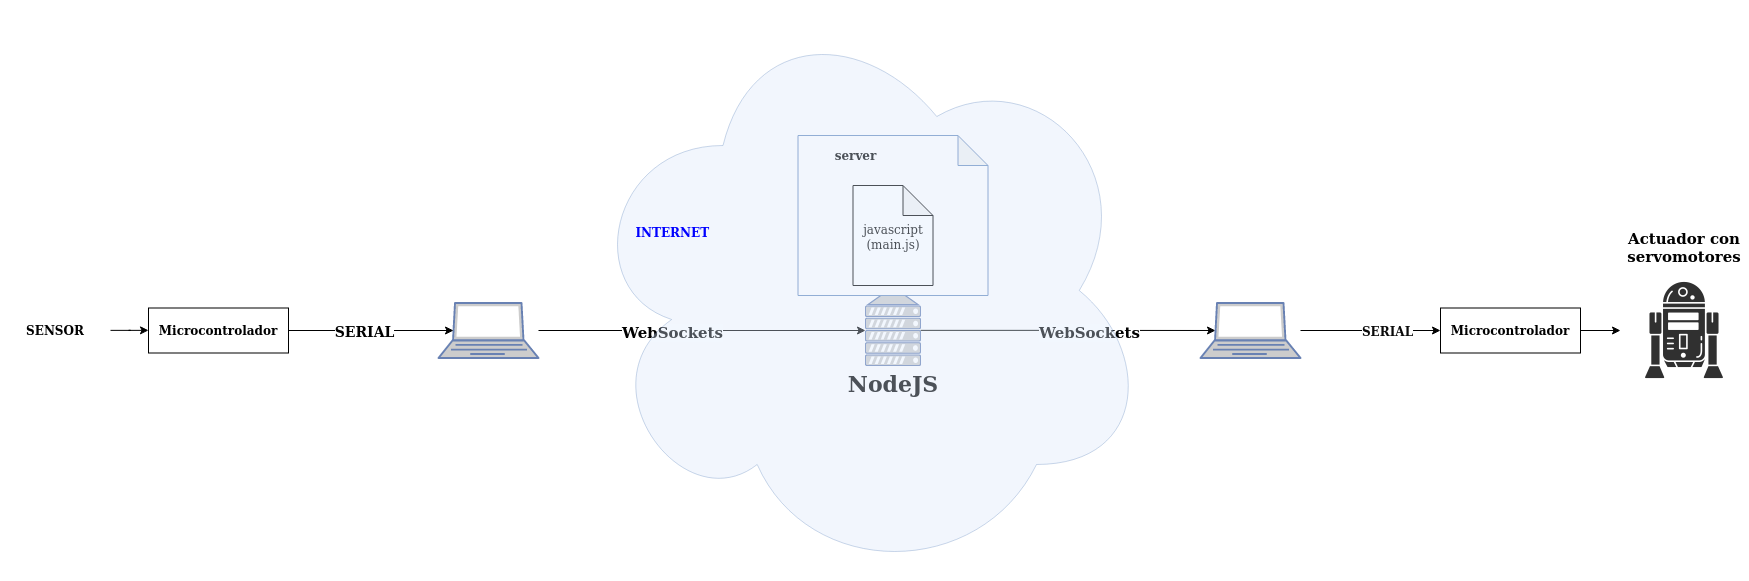 server
javascript
(main.js)
INTERNET
Actuador con
servomotores
SENSOR
Microcontrolador
SERIAL
WebSockets
WebSockets
SERIAL
Microcontrolador
NodeJS